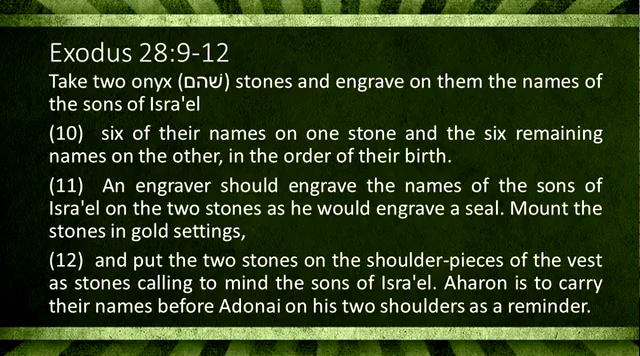 Exodus 28:9-12
Take two onyx (שׁהם) stones and engrave on them the names of
the sons of Isra'el
(10) six of their names on one stone and the six remaining
names on the other, in the order of their birth.
(11) An engraver should engrave the names of the sons of
Isra'el on the two stones as he would engrave a seal. Mount the
stones in gold settings,
(12) and put the two stones on the shoulder-pieces of the vest
as stones calling to mind the sons of Isra'el. Aharon is to carry
their names before Adonai on his two shoulders as a reminder.